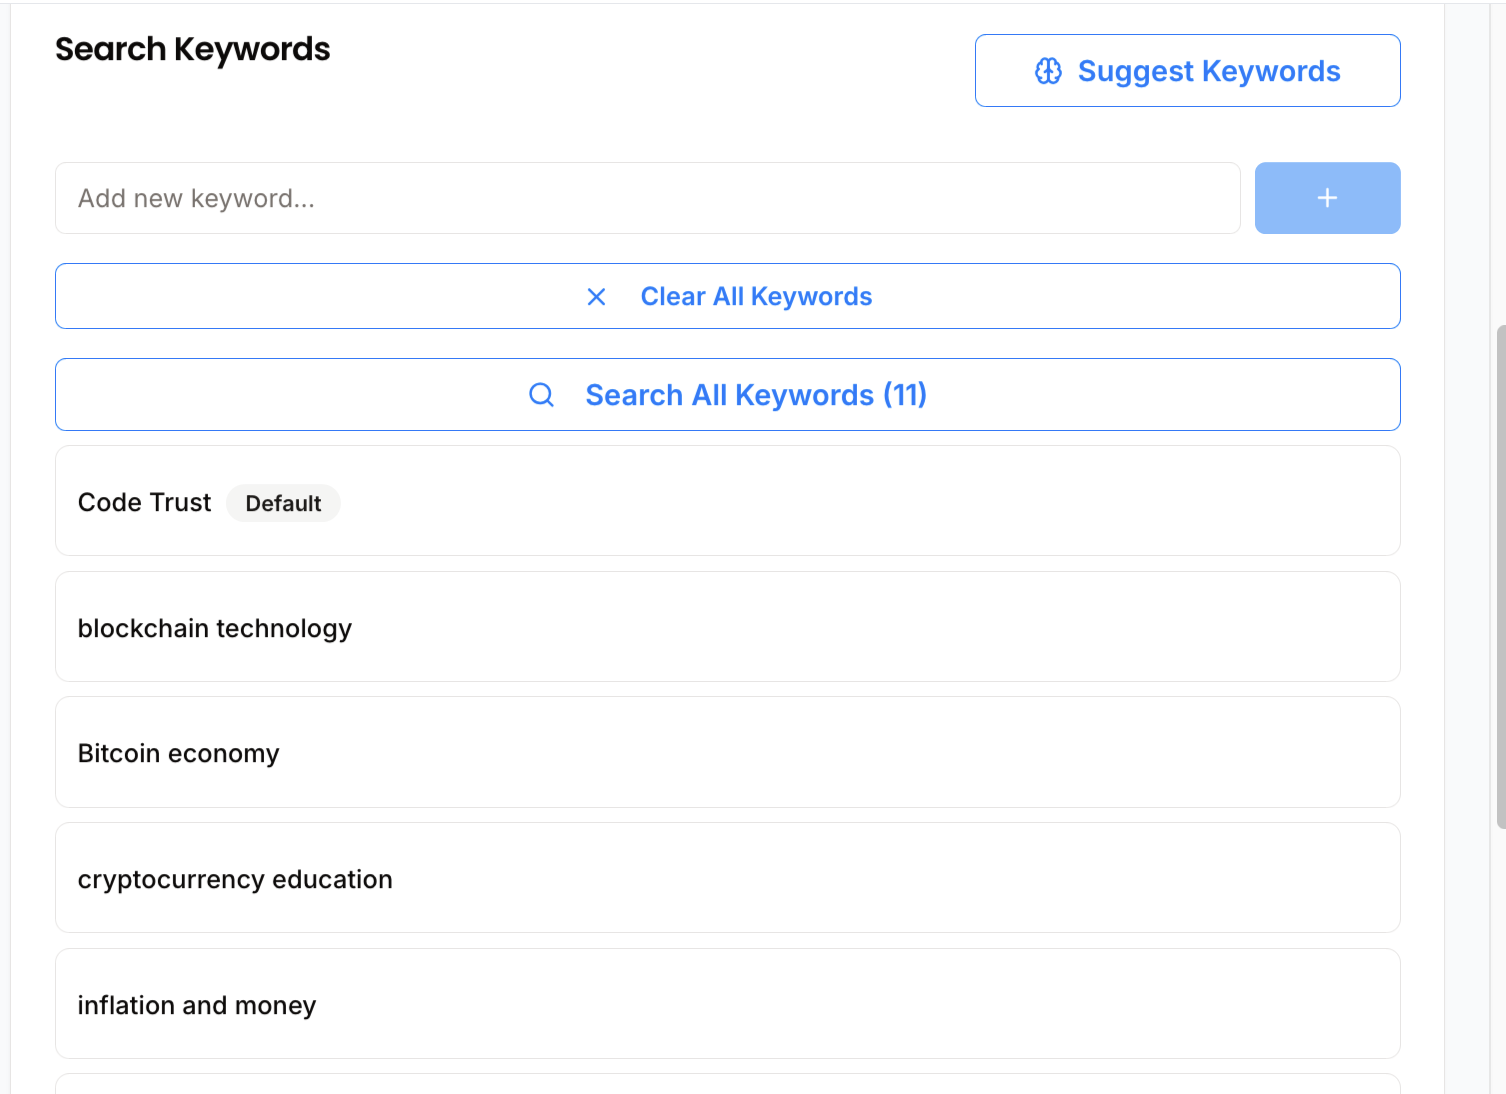 Search Keywords
Suggest Keywords
Add new keyword...
Clear All Keywords
Search All Keywords (11)
Code Trust Default
blockchain technology
Bitcoin economy
cryptocurrency education
inflation and money